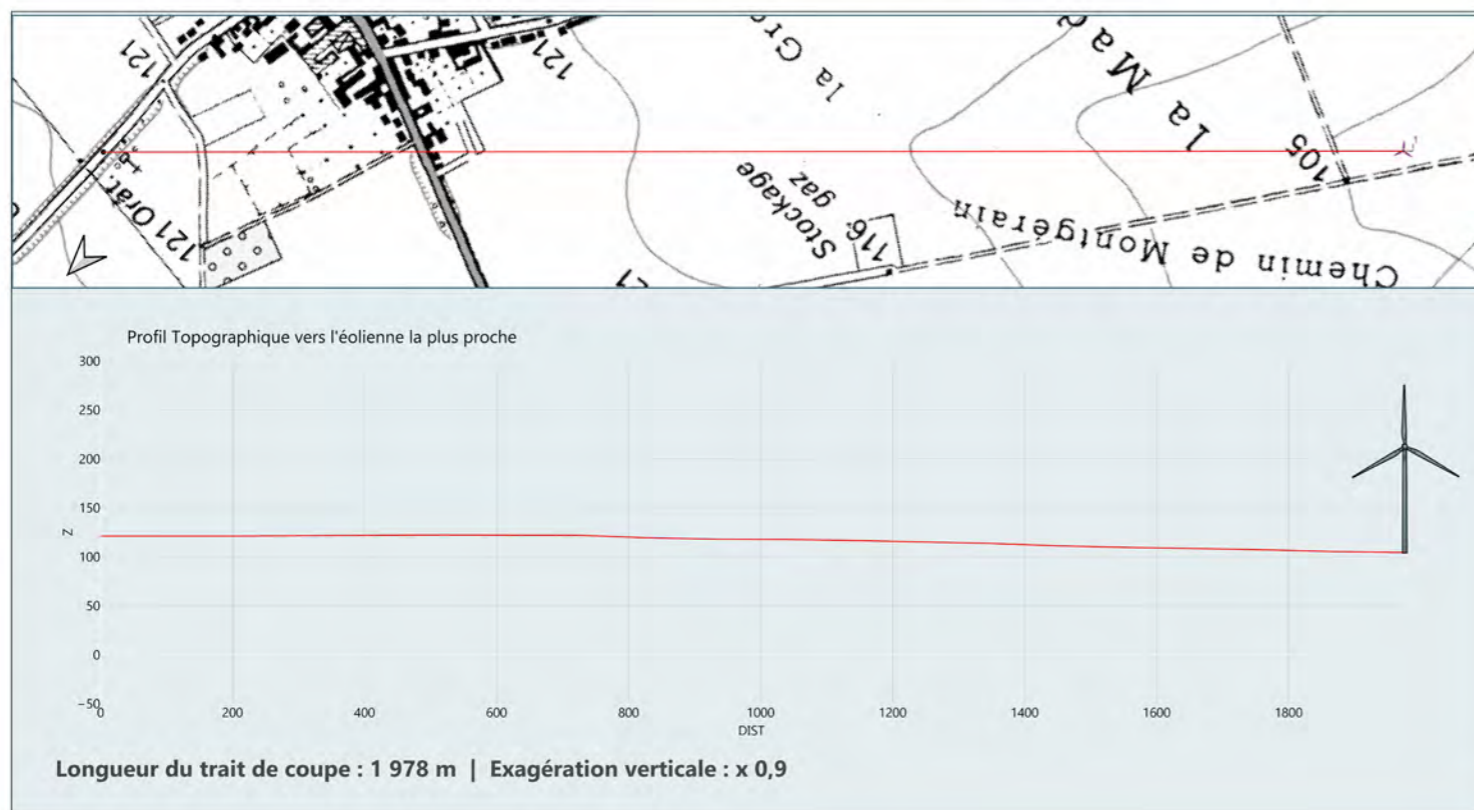 121
121
la Gr
la Mad
105
Stockage
gaz
116
121 Orat.
Chemin de Montgérain
Profil Topographique vers l'éolienne la plus proche
300
250
200
150
100
50
0
−50
Z
0 200 400 600 800 1000 1200 1400 1600 1800
DIST
Longueur du trait de coupe : 1 978 m | Exagération verticale : x 0,9